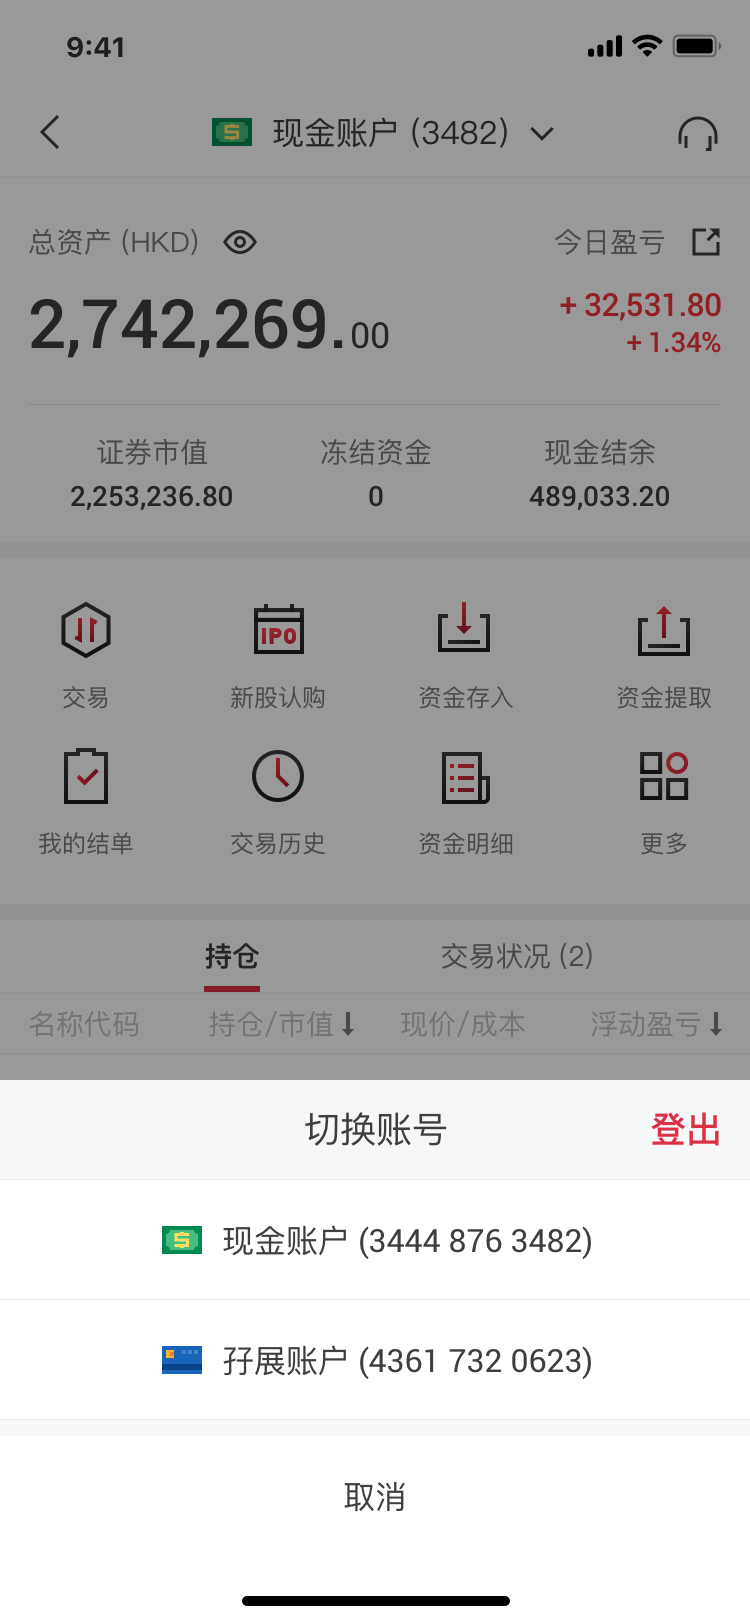 9:41
现金账户 (3482)
总资产 (HKD) 今日盈亏
2,742,269.00
+ 32,531.80
+ 1.34%
证券市值 冻结资金 现金结余
2,253,236.80 0 489,033.20
IPO
交易 新股认购 资金存入 资金提取
我的结单 交易历史 资金明细 更多
持仓 交易状况 (2)
名称代码 持仓/市值 现价/成本 浮动盈亏
切换账号 登出
现金账户 (3444 876 3482)
孖展账户 (4361 732 0623)
取消